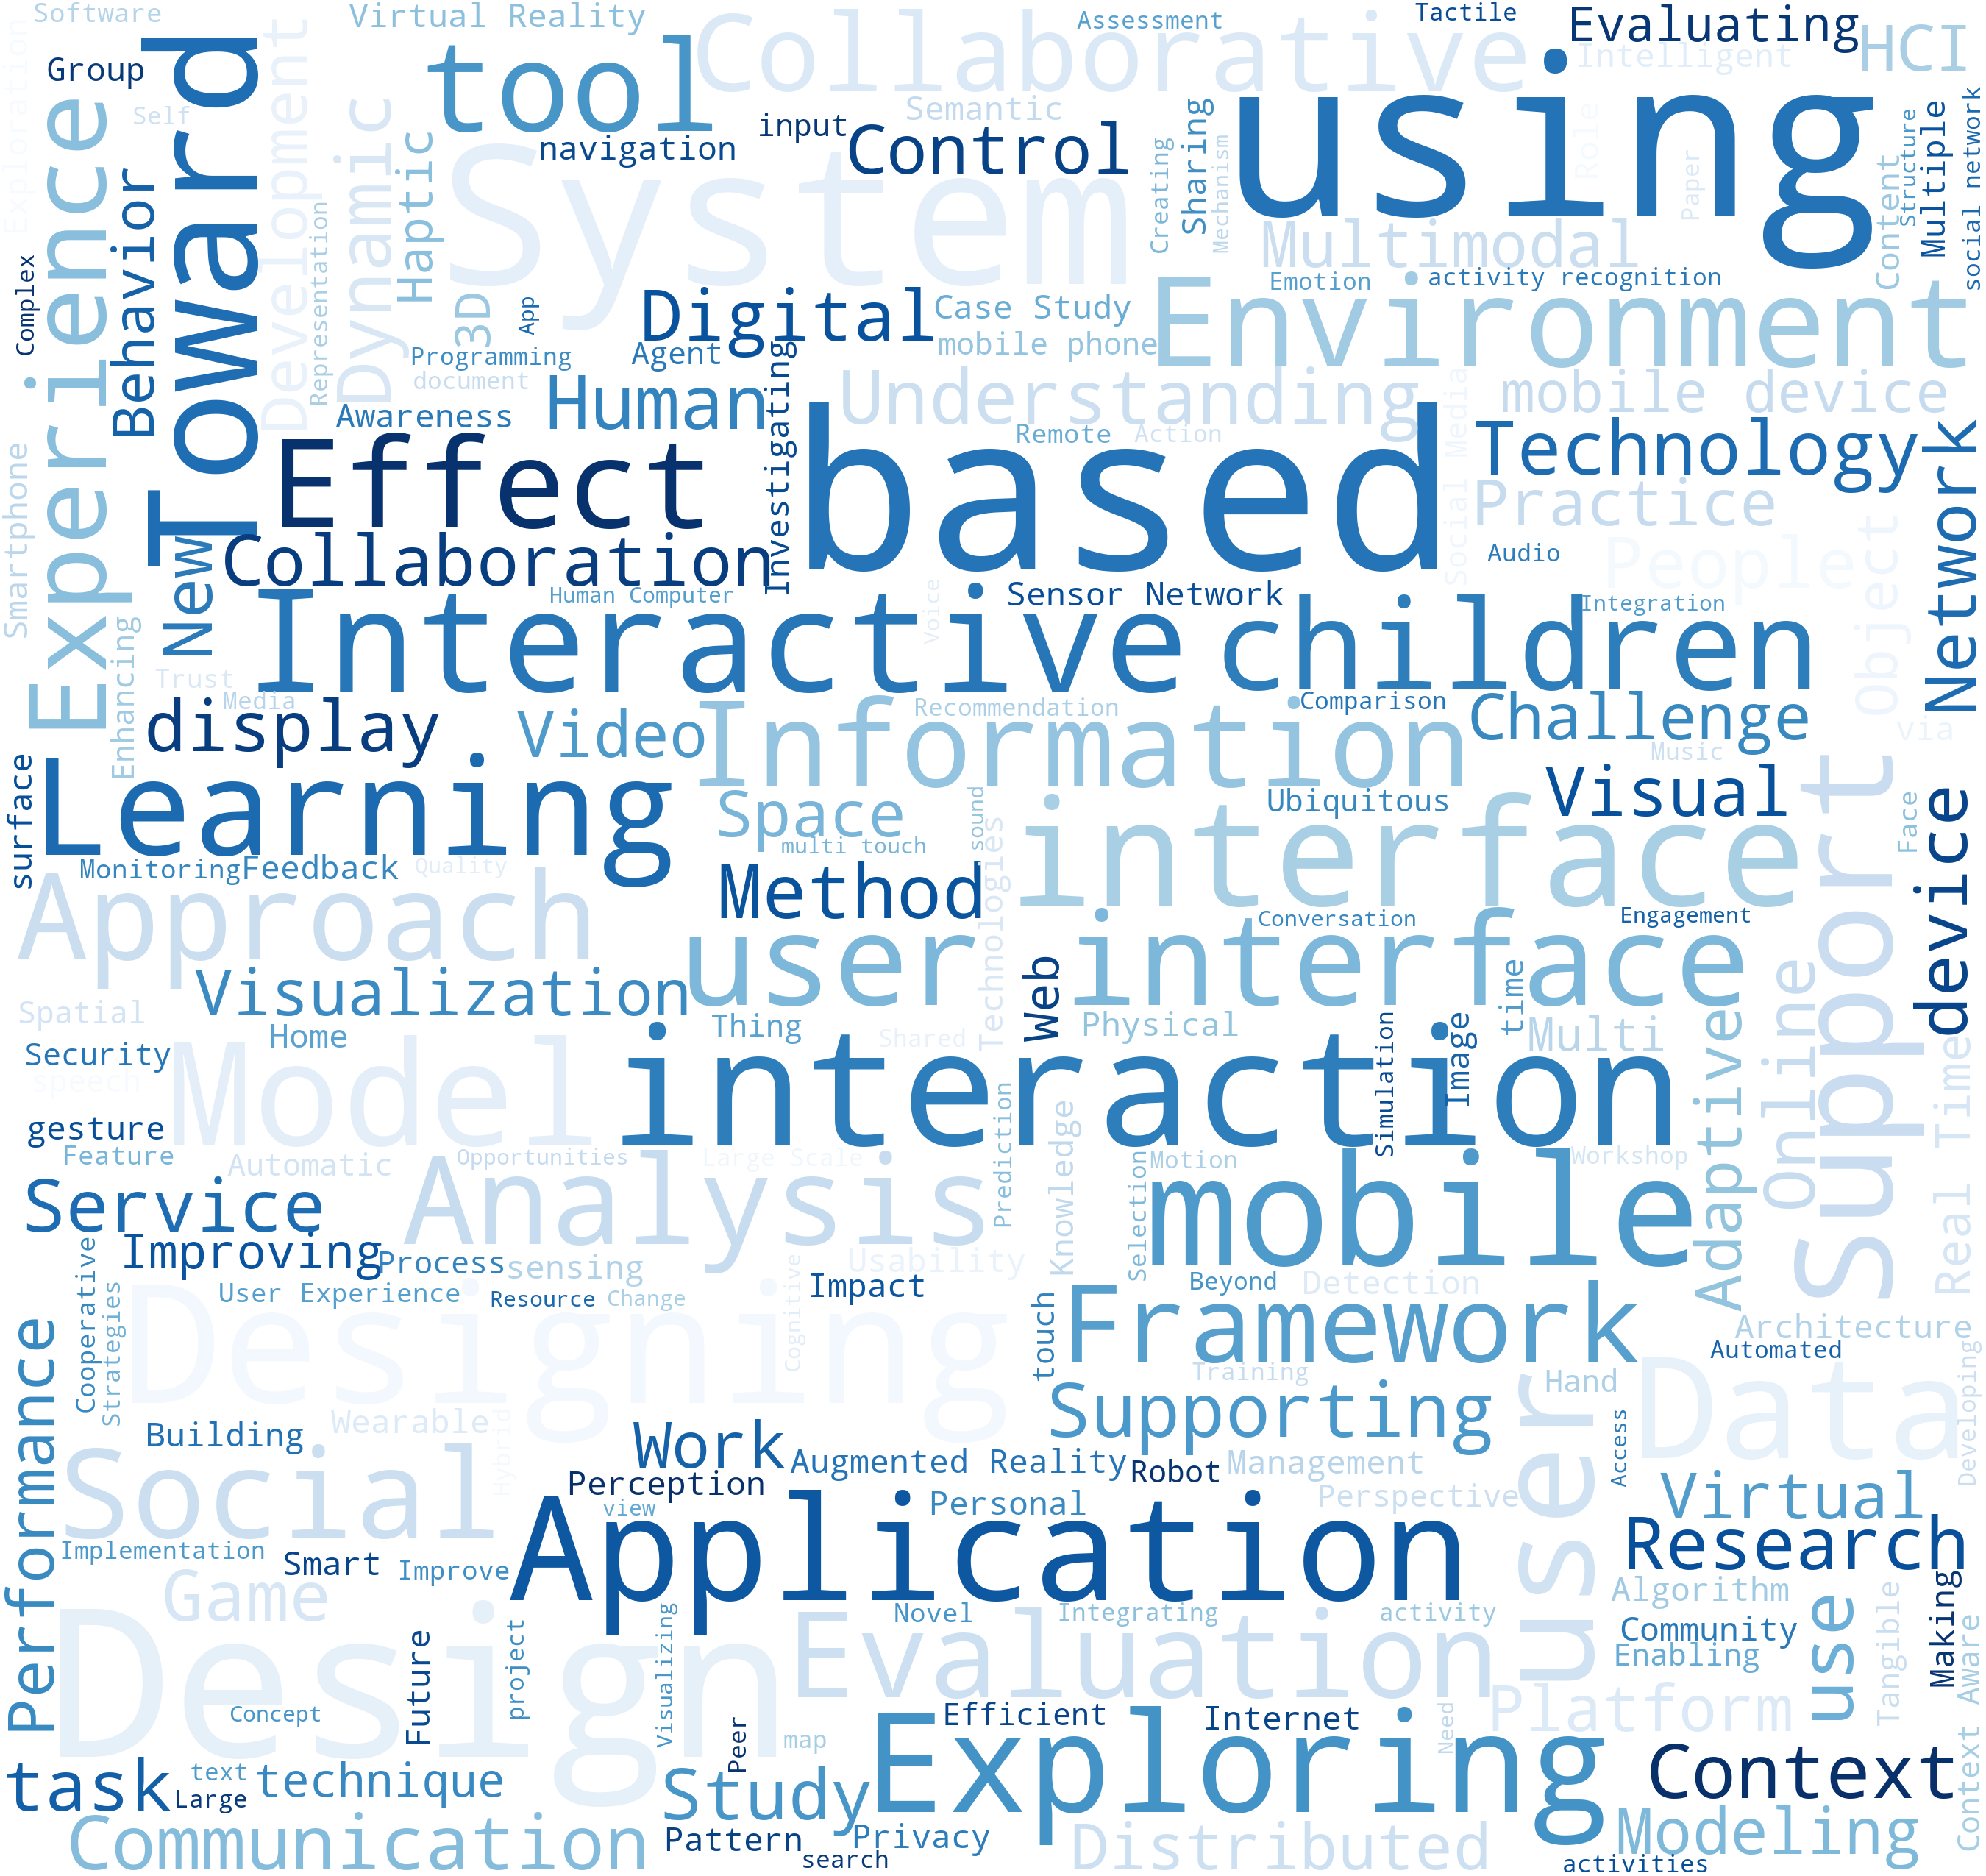 Software
Virtual Reality
Collaborative
Assessment
Tactile
Evaluating
HCI
Group
Self
Exploration
Toward
Development
tool
Semantic
input
Control
navigation
Intelligent
using
Experience
Behavior
Dynamic
Haptic
Representation
System
Creating
Sharing
Mechanism
Role
Paper
Multimodal
Content
Structure
Multiple
social network
Complex
3D
App
Digital
Case Study
mobile phone
Emotion
activity recognition
Environment
Programming
document
Agent
Human
Awareness
Investigating
Understanding
mobile device
Remote
Action
Social Media
Technology
Practice
Network
Smartphone
Effect
based
Audio
People
Object
New
Collaboration
Human Computer
Voice
Sensor Network
Integration
Interactive
children
Enhancing
Trust
Media
display
Video
Information
Recommendation
Comparison
Challenge
Music
via
surface
Learning
Space
multi touch
sound
Technologies
interface
Ubiquitous
Visual
Face
device
Support
Monitoring
Feedback
Quality
Method
Approach
user interface
Conversation
Engagement
Visualization
Web
time
Online
Spatial
Home
Thing
Shared
Physical
Simulation
Image
Multi
Adaptive
Real Time
Security
speech
Model
interaction
gesture
Feature
Automatic
Opportunities
Large Scale
Prediction
Knowledge
Selection
Motion
Workshop
Service
Analysis
mobile
Improving
Process
sensing
Usability
Cooperative
Strategies
User Experience
Resource
Change
Cognitive
Impact
Beyond
Detection
Designing
touch
Framework
Architecture
Automated
Performance
Training
Hand
user
Data
Developing
Building
Wearable
Hybrid
Work
Supporting
Access
Social
Augmented Reality
Robot
Management
Perception
view
Personal
Perspective
Virtual
Implementation
Smart
Improve
Application
Research
Game
Novel
Integrating
activity
Algorithm
Community
Enabling
use
Tangible
Making
Context Aware
Design
Future
project
Visualizing
Evaluation
Concept
Efficient
Internet
Need
Platform
Peer
map
Exploring
task
text
Large
technique
Study
Context
Communication
Pattern
search
Privacy
Distributed
Modeling
activities